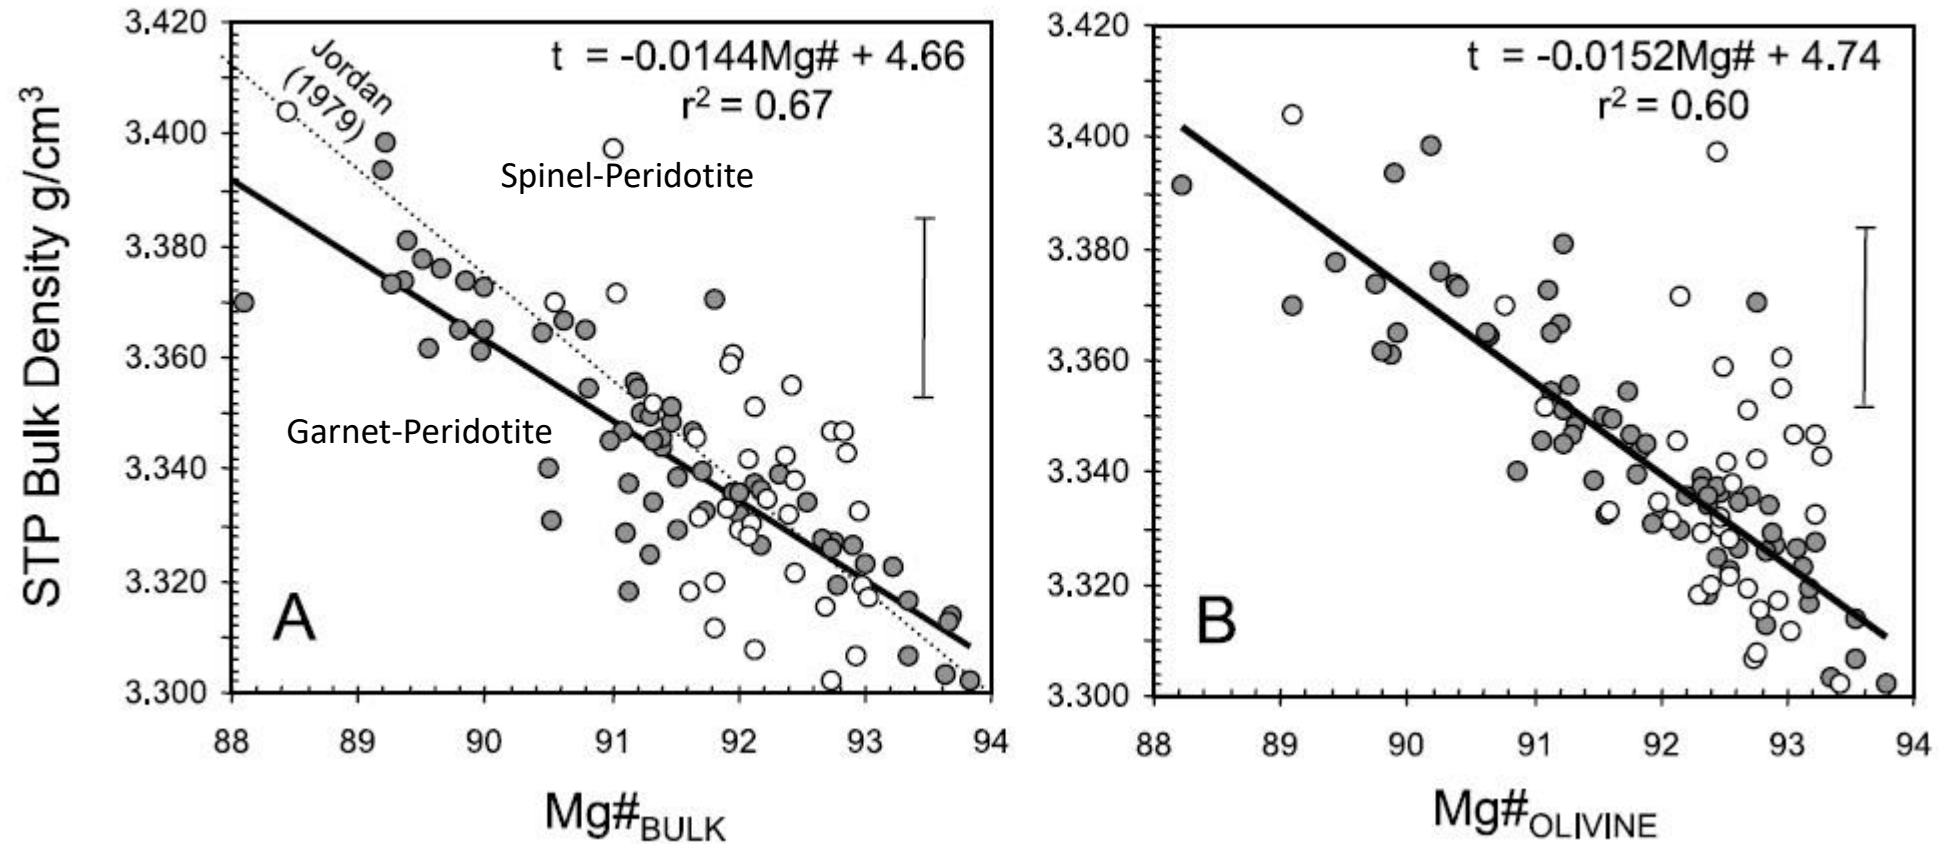 STP Bulk Density g/cm³
3.420
3.400
3.380
3.360
3.340
3.320
3.300
Jordan
(1979)
t = -0.0144Mg# + 4.66
r² = 0.67
Spinel-Peridotite
Garnet-Peridotite
A
88 89 90 91 92 93 94
Mg#BULK
3.420
3.400
3.380
3.360
3.340
3.320
3.300
t = -0.0152Mg# + 4.74
r² = 0.60
B
88 89 90 91 92 93 94
Mg#OLIVINE